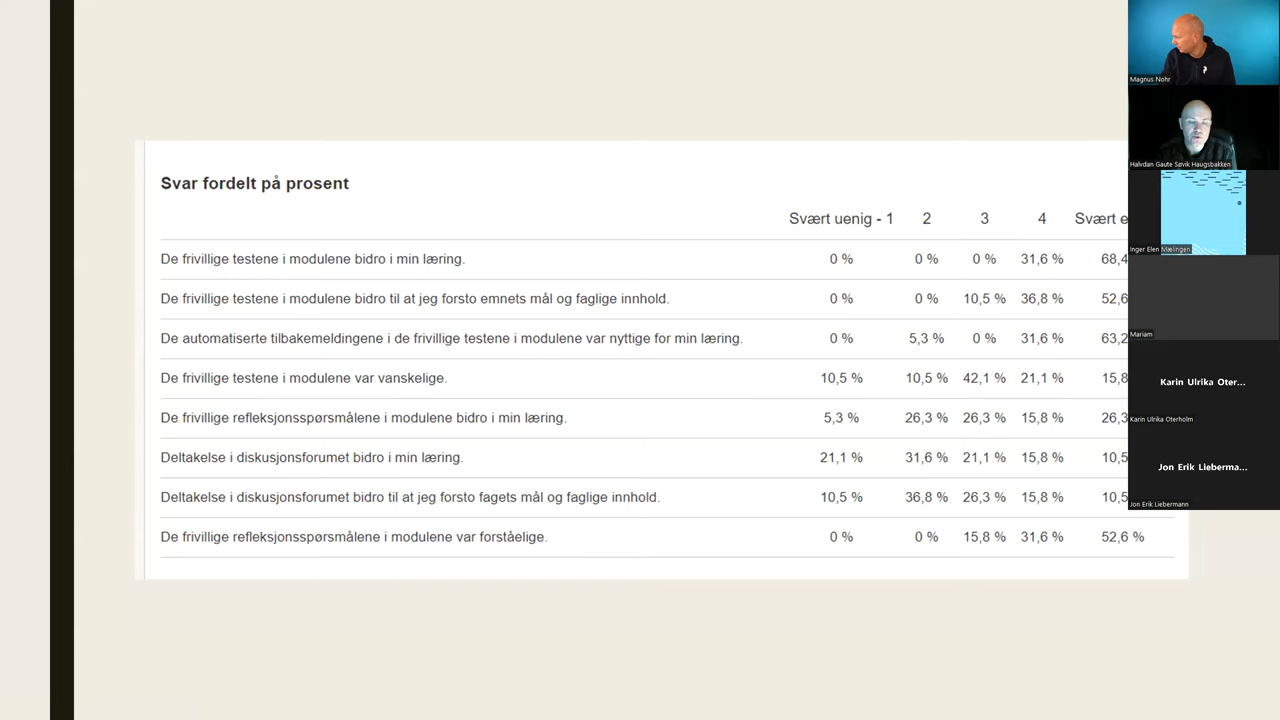 Svar fordelt på prosent
Svært uenig - 1 2 3 4 Svært e
De frivillige testene i modulene bidro i min læring. 0 % 0 % 0 % 31,6 % 68,4
De frivillige testene i modulene bidro til at jeg forsto emnets mål og faglige innhold. 0 % 0 % 10,5 % 36,8 % 52,6
De automatiserte tilbakemeldingene i de frivillige testene i modulene var nyttige for min læring. 0 % 5,3 % 0 % 31,6 % 63,2
De frivillige testene i modulene var vanskelige. 10,5 % 10,5 % 42,1 % 21,1 % 15,8
De frivillige refleksjonsspørsmålene i modulene bidro i min læring. 5,3 % 26,3 % 26,3 % 15,8 % 26,3
Deltakelse i diskusjonsforumet bidro i min læring. 21,1 % 31,6 % 21,1 % 15,8 % 10,5
Deltakelse i diskusjonsforumet bidro til at jeg forsto fagets mål og faglige innhold. 10,5 % 36,8 % 26,3 % 15,8 % 10,5
De frivillige refleksjonsspørsmålene i modulene var forståelige. 0 % 0 % 15,8 % 31,6 % 52,6 %
Magnus Nohr
Halvdan Gaute Søvik Haugsbakken
Inger Elen Mælingen
Mariam
Karin Ulrika Oter...
Karin Ulrika Oterholm
Jon Erik Lieberma...
Jon Erik Liebermann